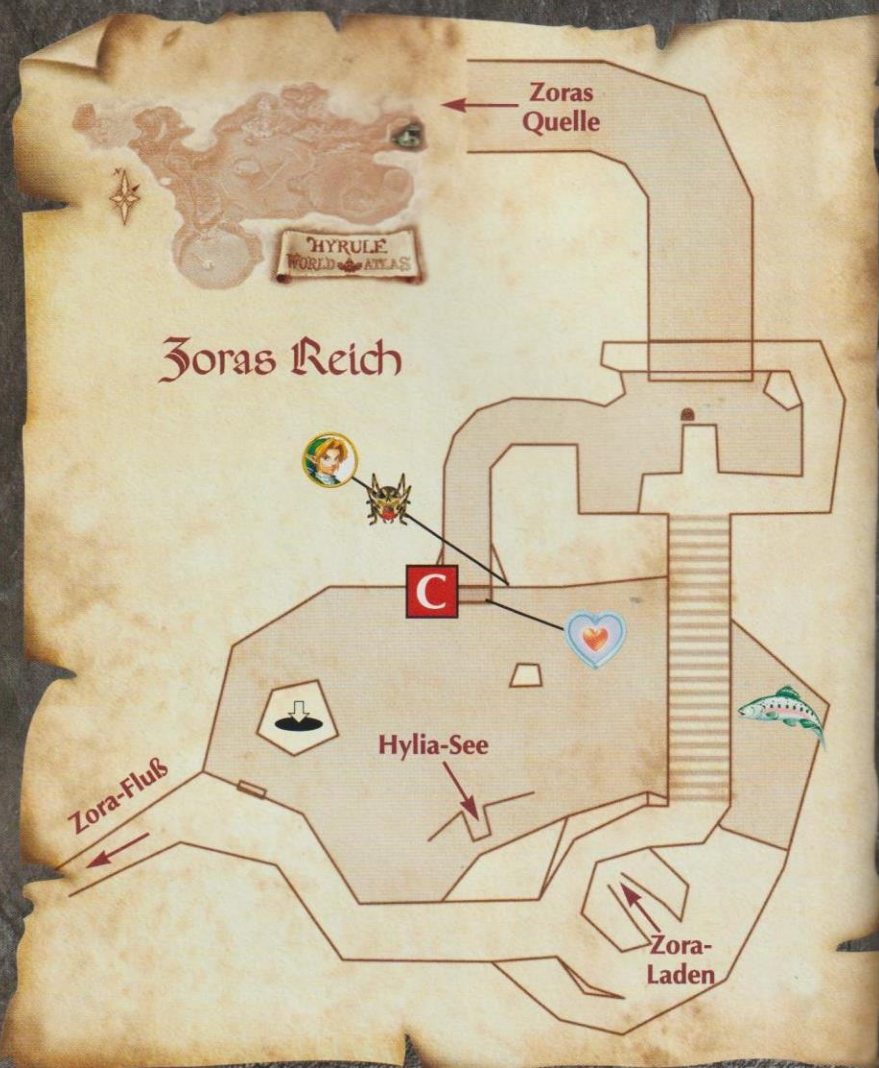 Zoras
Quelle
N
HYRULE
WORLD ATLAS
Zoras Reich
C
Hylia-See
Zora-Fluß
Zora-
Laden